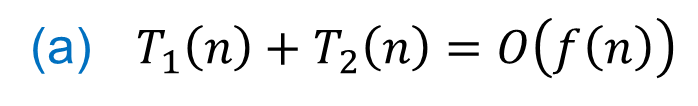 (a) T₁(n) + T₂(n) = O(f(n))